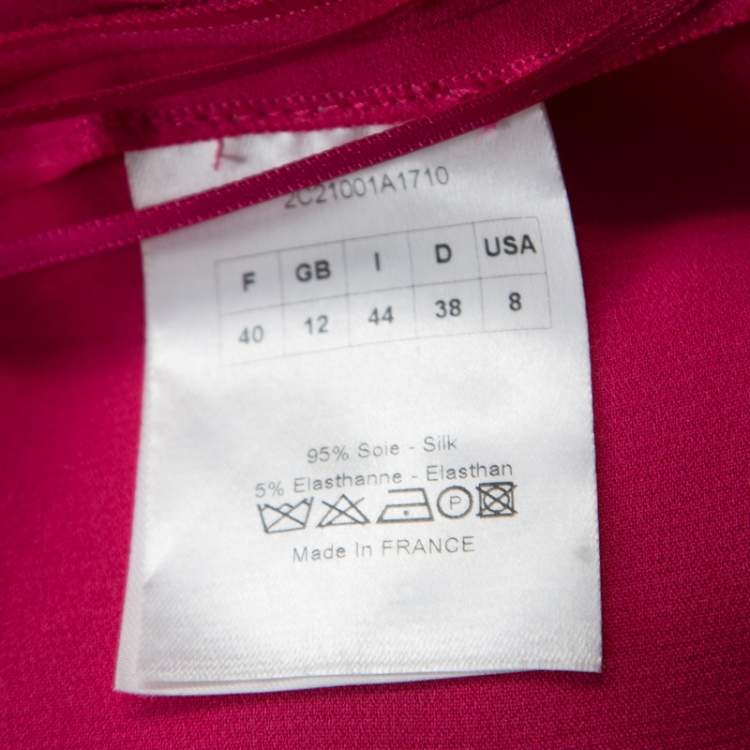 2C21001A1710
F GB I D USA
40 12 44 38 8
95% Soie - Silk
5% Elasthanne - Elasthan
P
Made In FRANCE